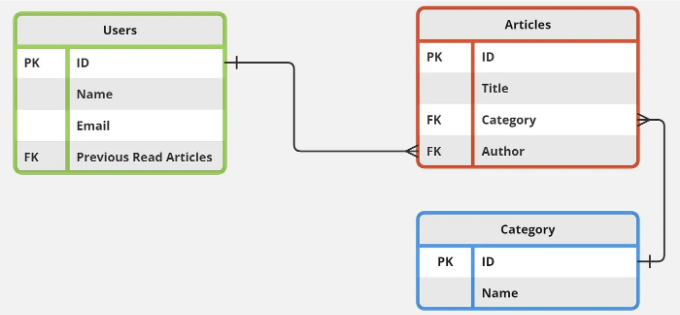 Users
PK ID
Name
Email
FK Previous Read Articles
Articles
PK ID
Title
FK Category
FK Author
Category
PK ID
Name